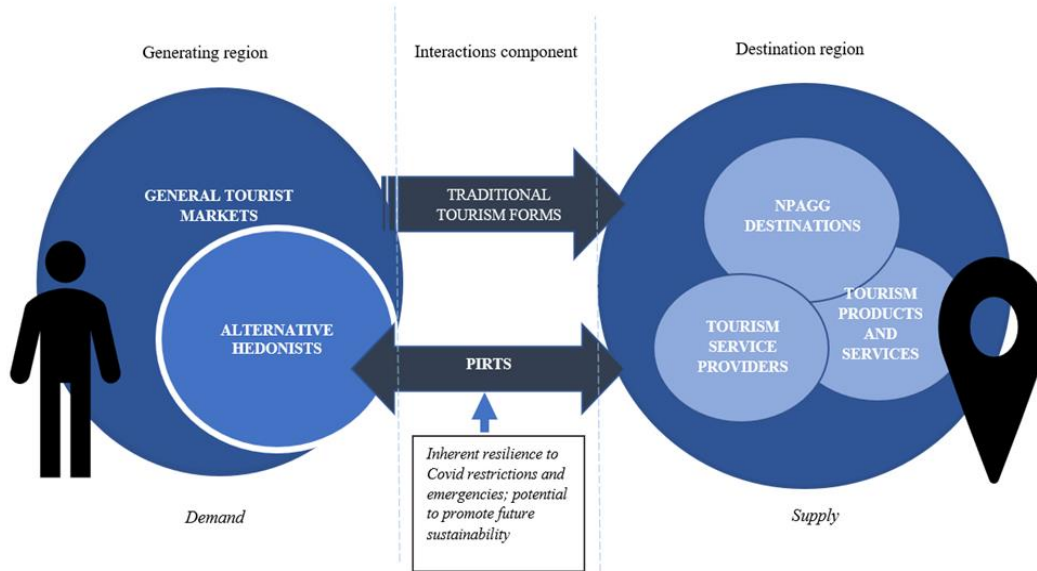 Generating region
Interactions component
Destination region
GENERAL TOURIST
MARKETS
TRADITIONAL
TOURISM FORMS
NPAGG
DESTINATIONS
ALTERNATIVE
HEDONISTS
PIRTS
TOURISM
SERVICE
PROVIDERS
TOURISM
PRODUCTS
AND
SERVICES
Inherent resilience to
Covid restrictions and
emergencies; potential
to promote future
sustainability
Demand
Supply